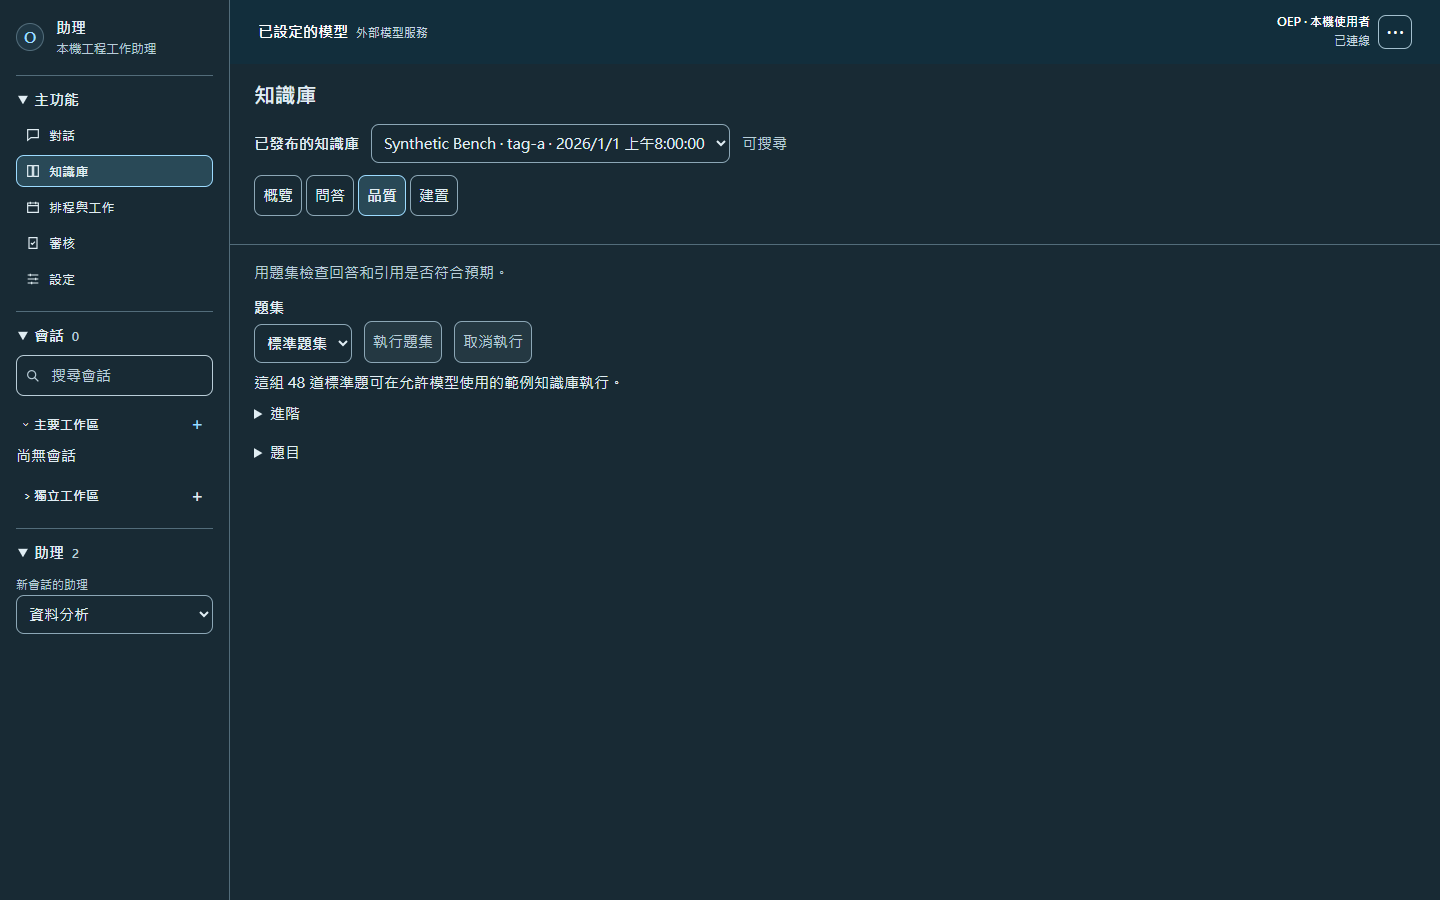 O
助理
本機工程工作助理
主功能
對話
知識庫
排程與工作
審核
設定
會話 0
搜尋會話
主要工作區 +
尚無會話
獨立工作區 +
助理 2
新會話的助理
資料分析
已設定的模型 外部模型服務
OEP · 本機使用者
已連線
知識庫
已發布的知識庫 Synthetic Bench · tag-a · 2026/1/1 上午8:00:00 可搜尋
概覽 問答 品質 建置
用題集檢查回答和引用是否符合預期。
題集
標準題集 執行題集 取消執行
這組 48 道標準題可在允許模型使用的範例知識庫執行。
進階
題目